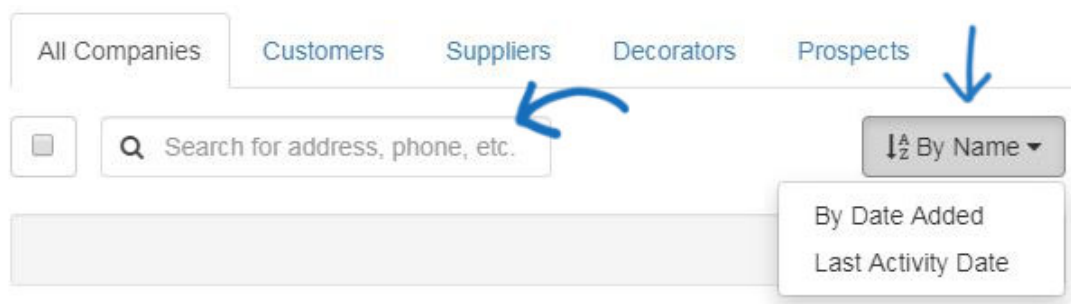 All Companies Customers Suppliers Decorators Prospects
Search for address, phone, etc.
By Name
By Date Added
Last Activity Date